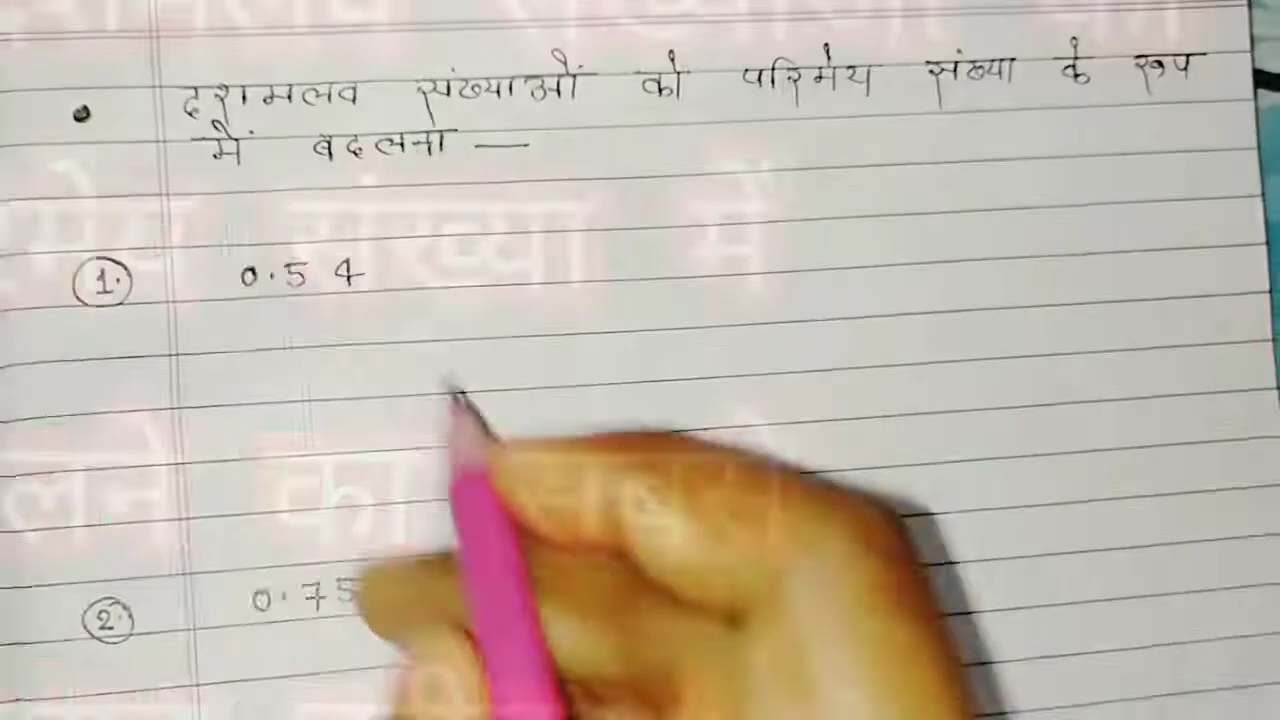 • दशमलव संख्याओं को परिमेय संख्या के रूप
में बदलना —
संख्या में
1. 0.54
2. 0.75